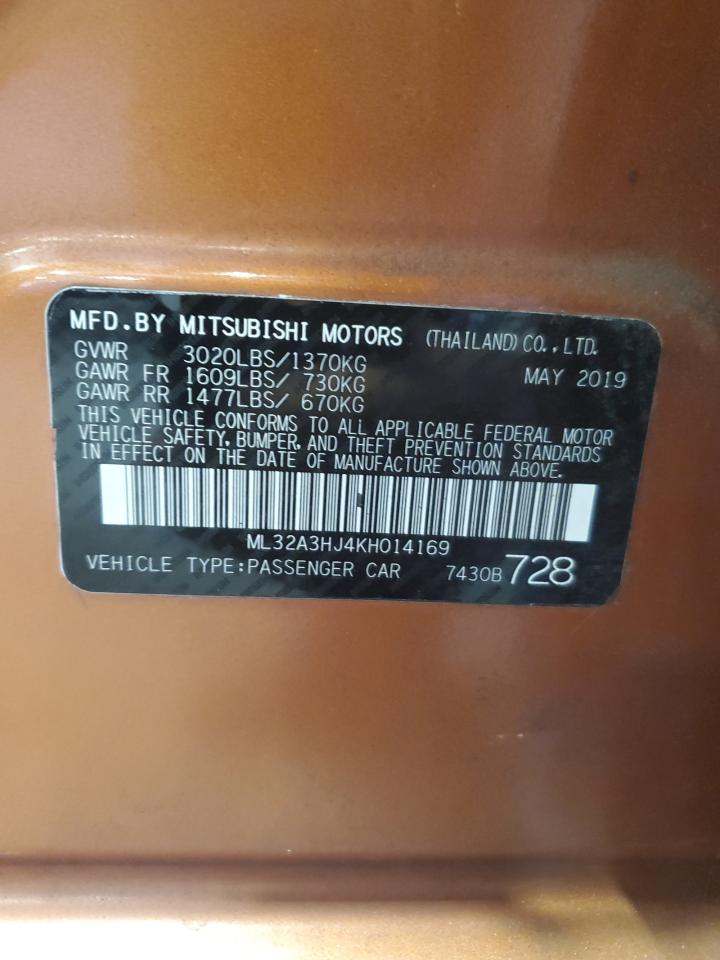 MFD.BY MITSUBISHI MOTORS (THAILAND) CO.,LTD.
GVWR 3020LBS/1370KG MAY 2019
GAWR FR 1609LBS/ 730KG
GAWR RR 1477LBS/ 670KG
THIS VEHICLE CONFORMS TO ALL APPLICABLE FEDERAL MOTOR
VEHICLE SAFETY, BUMPER, AND THEFT PREVENTION STANDARDS
IN EFFECT ON THE DATE OF MANUFACTURE SHOWN ABOVE.
ML32A3HJ4KH014169
VEHICLE TYPE:PASSENGER CAR 7430B 728